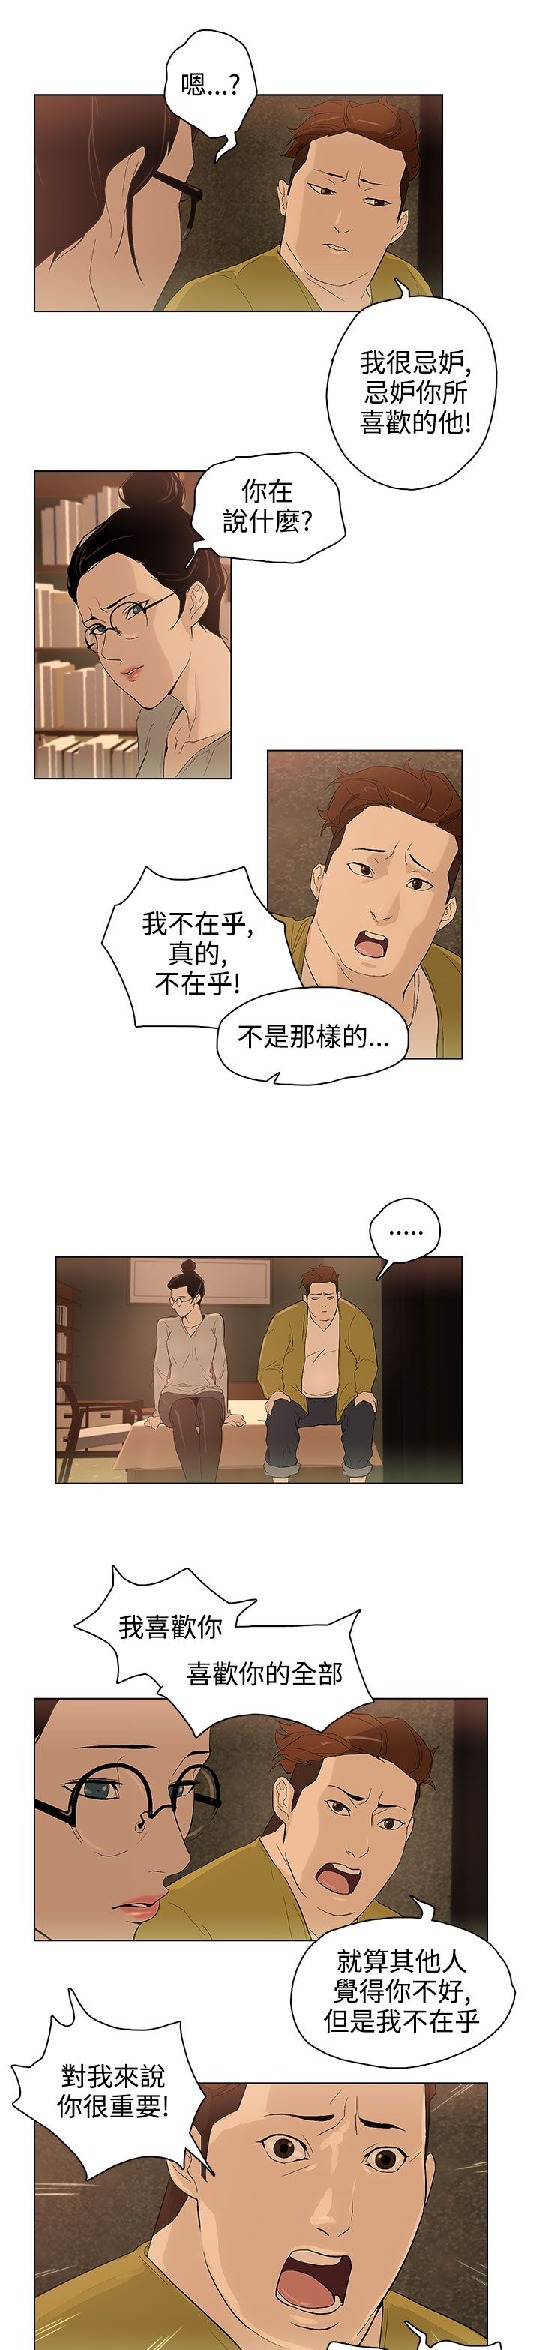 嗯...?
我很忌妒,
忌妒你所
喜歡的他!
你在
說什麼?
我不在乎,
真的,
不在乎!
不是那樣的...
.....
我喜歡你
喜歡你的全部
就算其他人
覺得你不好,
但是我不在乎
對我來說
你很重要!